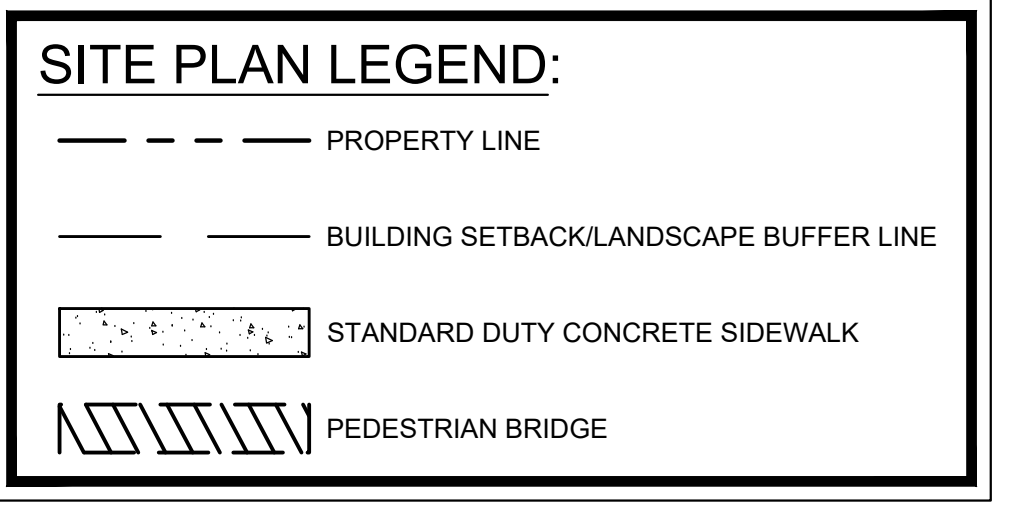 SITE PLAN LEGEND:
PROPERTY LINE
BUILDING SETBACK/LANDSCAPE BUFFER LINE
STANDARD DUTY CONCRETE SIDEWALK
PEDESTRIAN BRIDGE